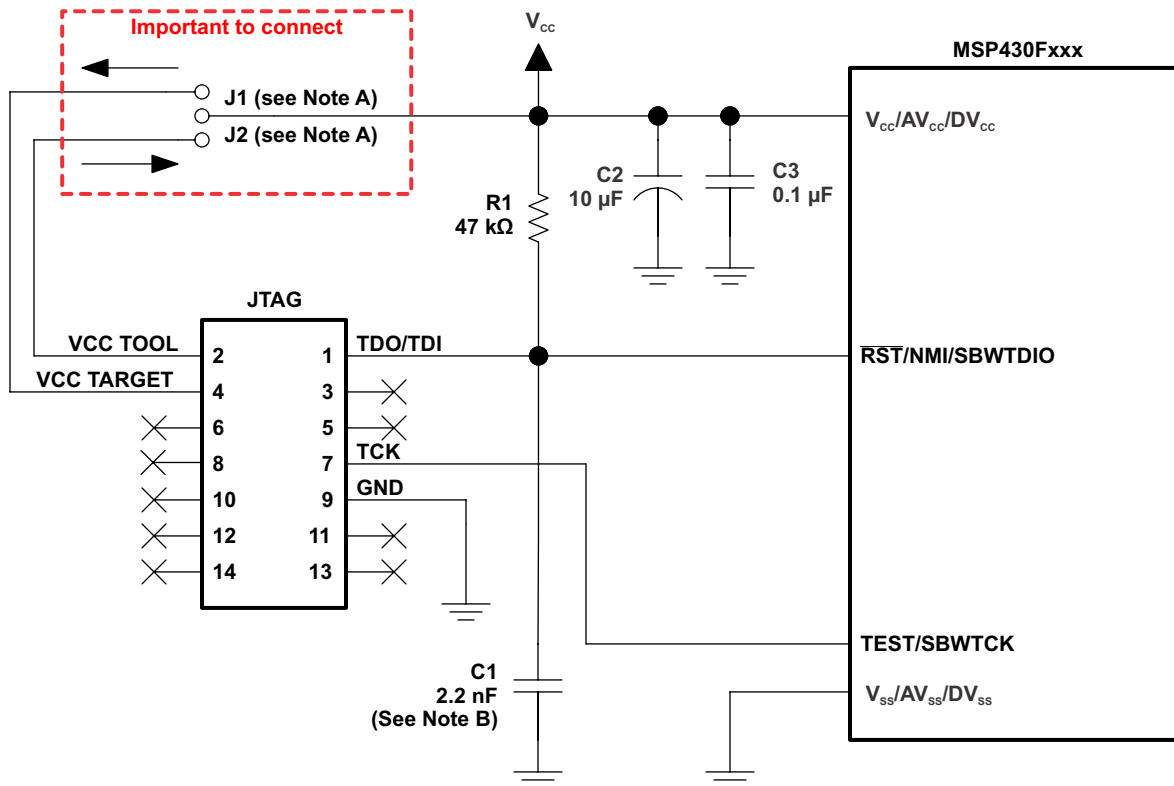 Important to connect
J1 (see Note A)
J2 (see Note A)
Vcc
MSP430Fxxx
Vcc/AVcc/DVcc
C2
10 µF
C3
0.1 µF
R1
47 kΩ
JTAG
VCC TOOL
2
1
TDO/TDI
RST/NMI/SBWTDIO
VCC TARGET
4
3
6
5
8
7
TCK
10
9
GND
12
11
14
13
TEST/SBWTCK
C1
2.2 nF
(See Note B)
Vss/AVss/DVss